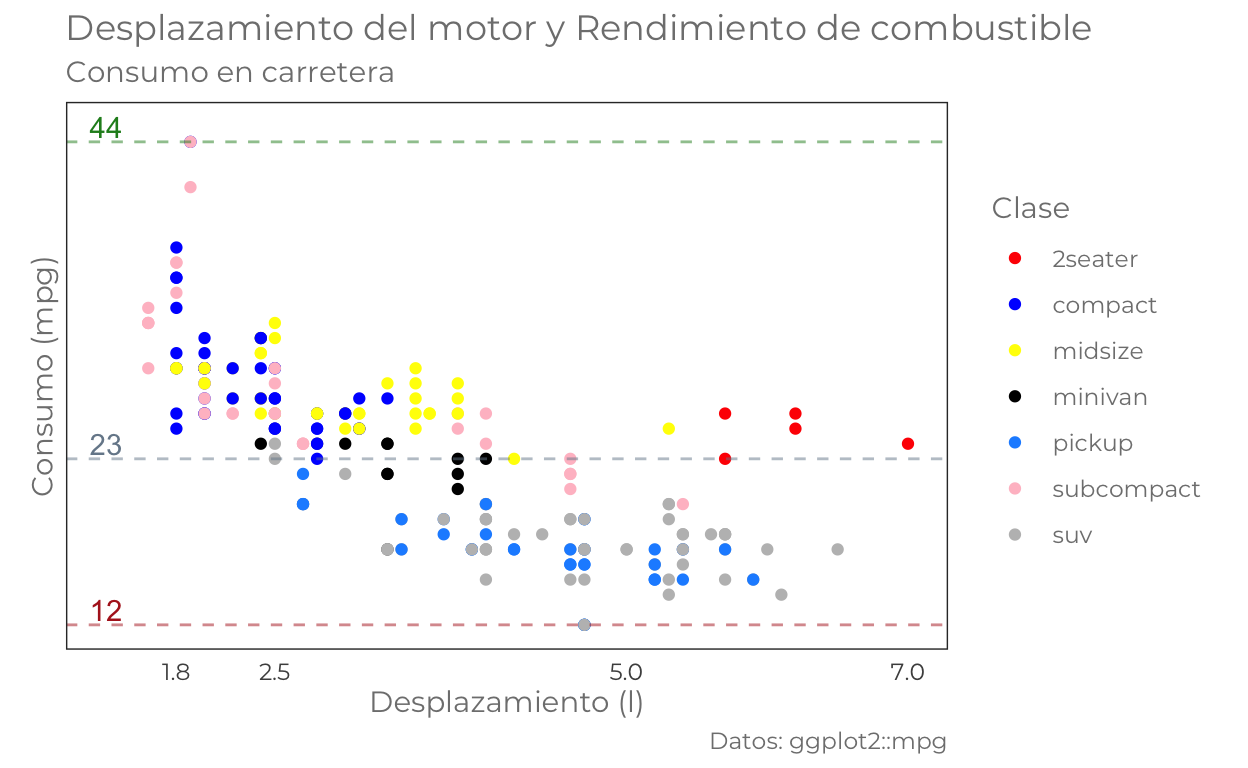 Desplazamiento del motor y Rendimiento de combustible
Consumo en carretera
44
23
12
Consumo (mpg)
1.8 2.5 5.0 7.0
Desplazamiento (l)
Datos: ggplot2::mpg
Clase
2seater
compact
midsize
minivan
pickup
subcompact
suv